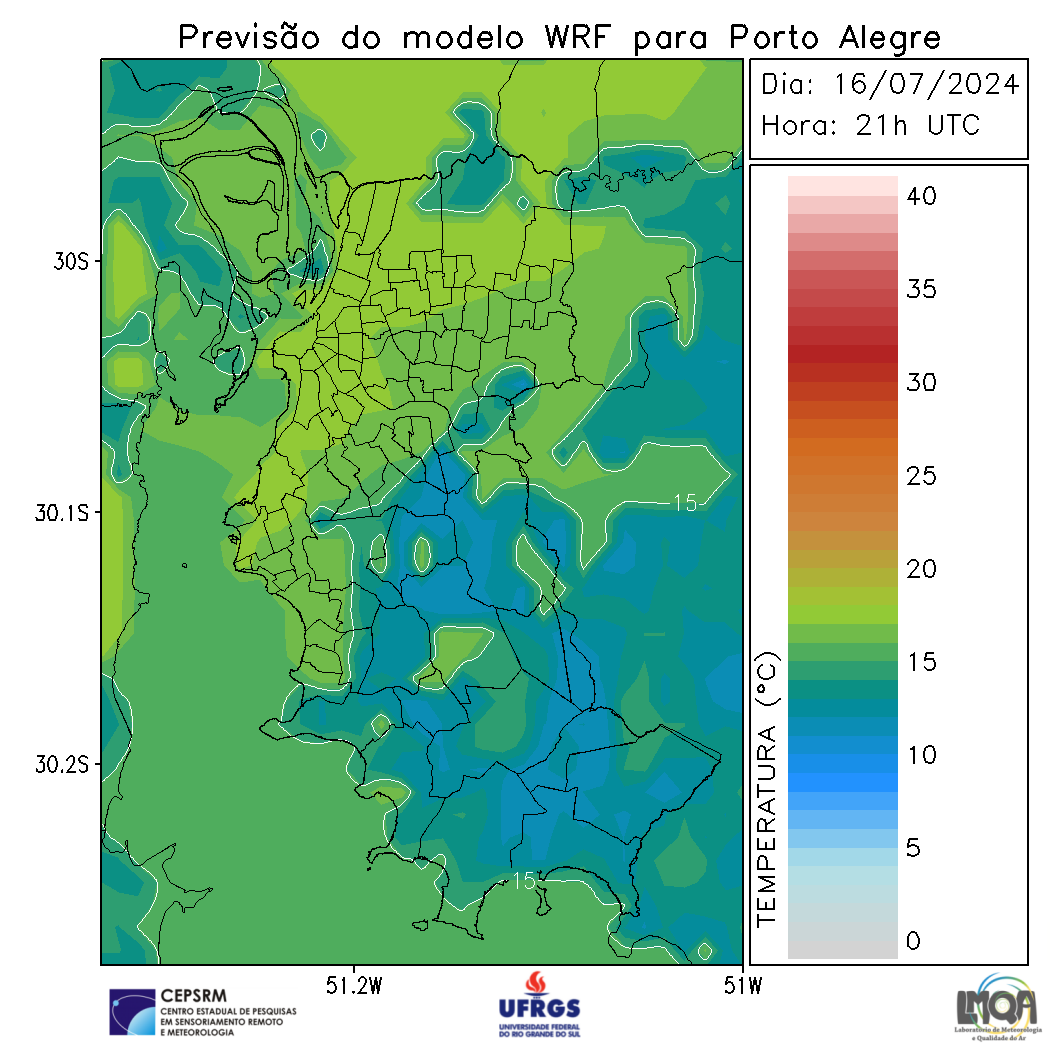 Previsão do modelo WRF para Porto Alegre
Dia: 16/07/2024
Hora: 21h UTC
30S
30.1S
30.2S
51.2W
51W
15
15
TEMPERATURA (°C)
40
35
30
25
20
15
10
5
0
CEPSRM
CENTRO ESTADUAL DE PESQUISAS
EM SENSORIAMENTO REMOTO
E METEOROLOGIA
UFRGS
UNIVERSIDADE FEDERAL
DO RIO GRANDE DO SUL
LMQA
Laboratório de Meteorologia
e Qualidade do Ar